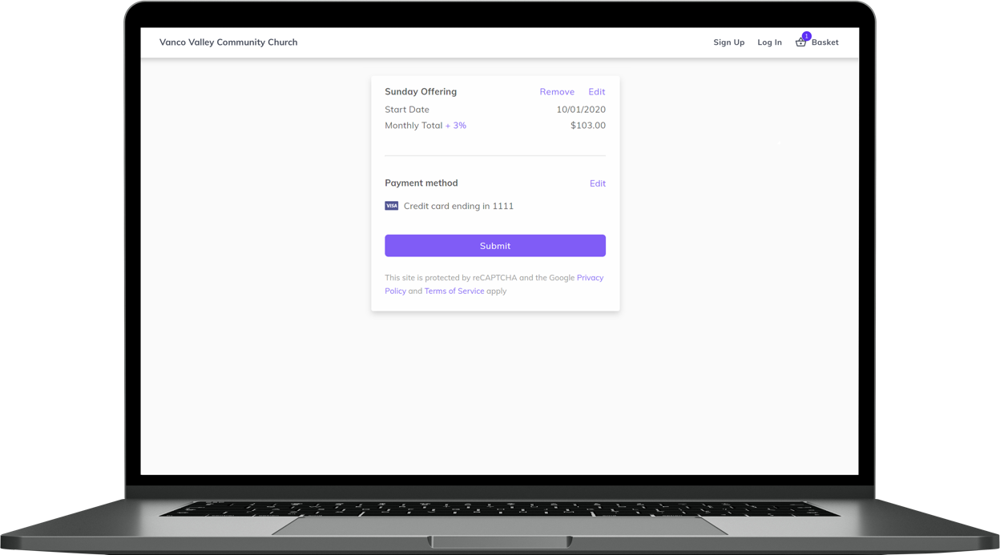 Vanco Valley Community Church
Sign Up Log In 1 Basket
Sunday Offering Remove Edit
Start Date 10/01/2020
Monthly Total + 3% $103.00
Payment method Edit
VISA Credit card ending in 1111
Submit
This site is protected by reCAPTCHA and the Google Privacy
Policy and Terms of Service apply